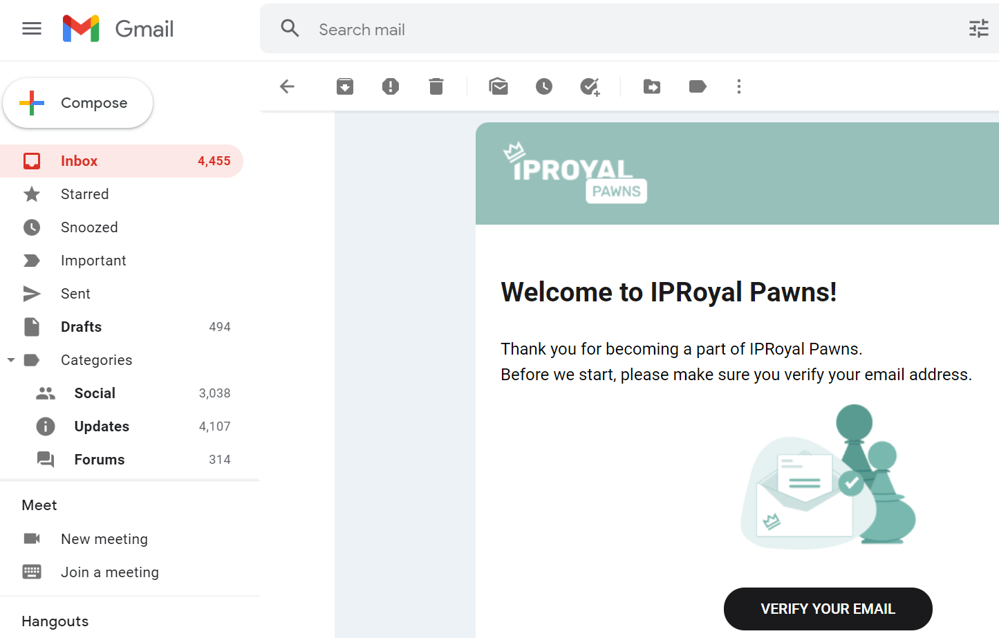 Gmail
Search mail
Compose
Inbox 4,455
Starred
Snoozed
Important
Sent
Drafts 494
Categories
Social 3,038
Updates 4,107
Forums 314
Meet
New meeting
Join a meeting
Hangouts
IPROYAL
PAWNS
Welcome to IPRoyal Pawns!
Thank you for becoming a part of IPRoyal Pawns.
Before we start, please make sure you verify your email address.
VERIFY YOUR EMAIL